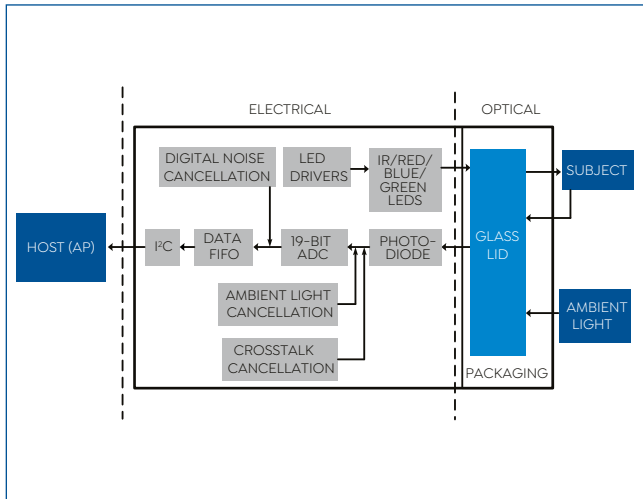 ELECTRICAL
OPTICAL
DIGITAL NOISE
CANCELLATION
LED
DRIVERS
IR/RED/
BLUE/
GREEN
LEDS
SUBJECT
HOST (AP)
I²C
DATA
FIFO
19-BIT
ADC
PHOTO-
DIODE
GLASS
LID
AMBIENT LIGHT
CANCELLATION
AMBIENT
LIGHT
CROSSTALK
CANCELLATION
PACKAGING